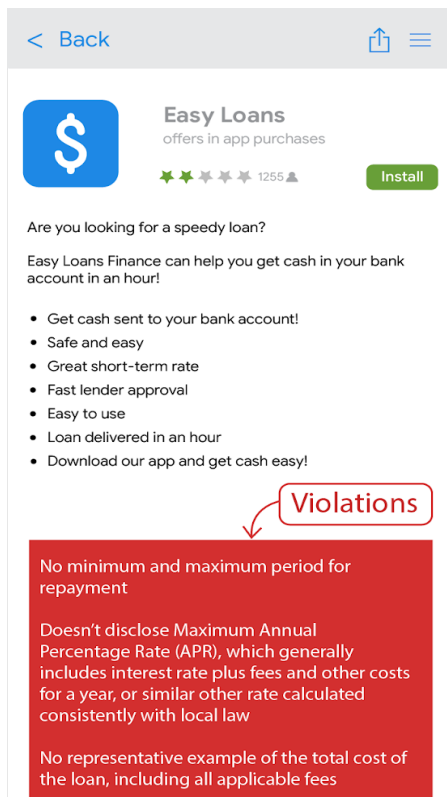 < Back
Easy Loans
offers in app purchases
1255
Install
$
Are you looking for a speedy loan?
Easy Loans Finance can help you get cash in your bank
account in an hour!
• Get cash sent to your bank account!
• Safe and easy
• Great short-term rate
• Fast lender approval
• Easy to use
• Loan delivered in an hour
• Download our app and get cash easy!
Violations
No minimum and maximum period for
repayment
Doesn’t disclose Maximum Annual
Percentage Rate (APR), which generally
includes interest rate plus fees and other costs
for a year, or similar other rate calculated
consistently with local law
No representative example of the total cost of
the loan, including all applicable fees